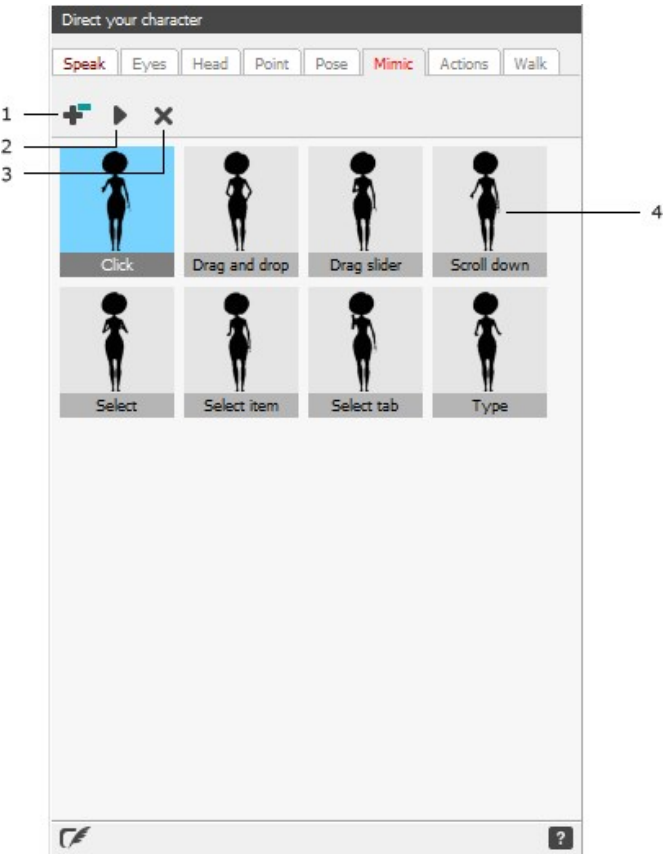 Direct your character
Speak Eyes Head Point Pose Mimic Actions Walk
1
2
3
4
Click Drag and drop Drag slider Scroll down
Select Select item Select tab Type
?